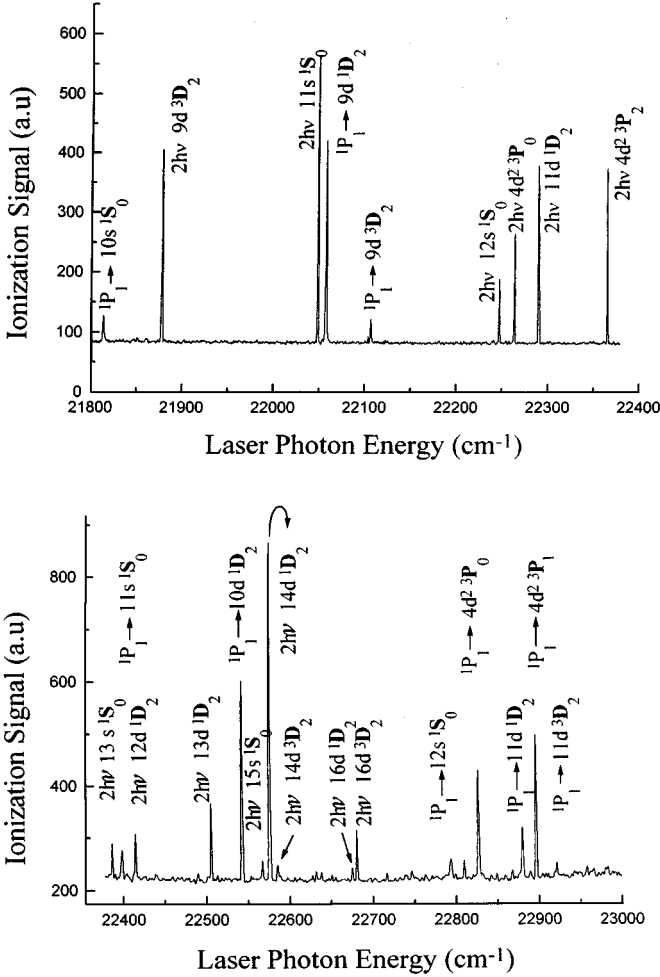 600
500
400
300
200
100
0
Ionization Signal (a.u)
¹P₁ → 10s ¹S₀
2hν 9d ³D₂
2hν 11s ¹S₀
¹P₁ → 9d ¹D₂
¹P₁ → 9d ³D₂
2hν 12s ¹S₀
2hν 4d² ³P₀
2hν 11d ¹D₂
2hν 4d² ³P₂
21800 21900 22000 22100 22200 22300 22400
Laser Photon Energy (cm⁻¹)
800
600
400
200
Ionization Signal (a.u)
2hν 13 s ¹S₀
¹P₁ → 11s ¹S₀
2hν 12d ¹D₂
2hν 13d ¹D₂
¹P₁ → 10d ¹D₂
2hν 15s ¹S₀
2hν 14d ¹D₂
2hν 14d ³D₂
2hν 16d ¹D₂
2hν 16d ³D₂
¹P₁ → 12s ¹S₀
¹P₁ → 4d² ³P₀
¹P₁ → 11d ¹D₂
¹P₁ → 4d² ³P₁
¹P₁ → 11d ³D₂
22400 22500 22600 22700 22800 22900 23000
Laser Photon Energy (cm⁻¹)